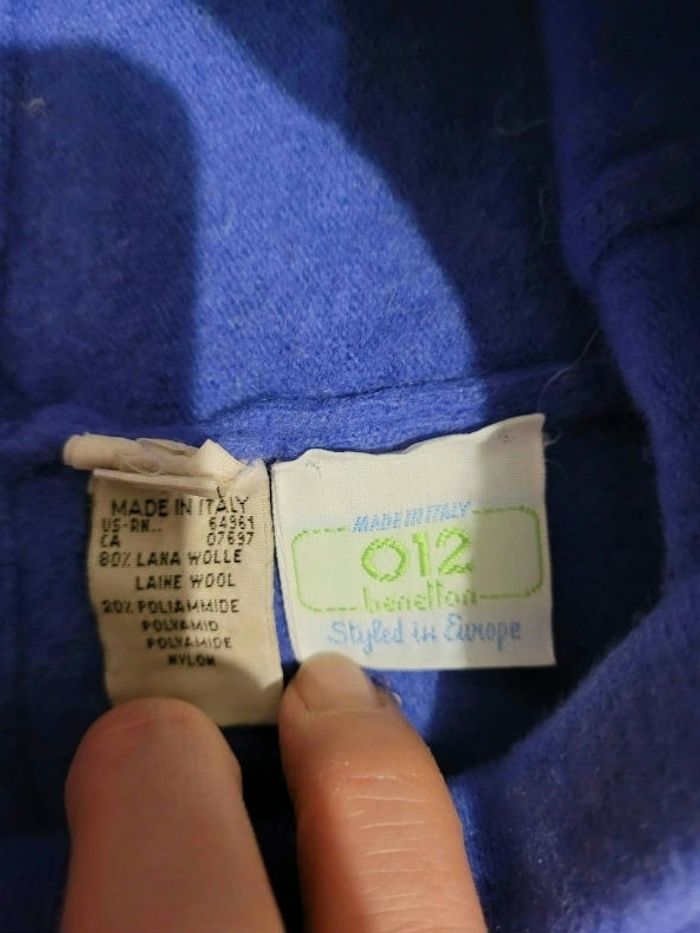 MADE IN ITALY
US-RN.. 64961
CA 07697
80% LANA WOLLE
LAINE WOOL
20% POLIAMMIDE
POLYAMID
POLYAMIDE
NYLON
MADE IN ITALY
012
benetton
Styled in Europe